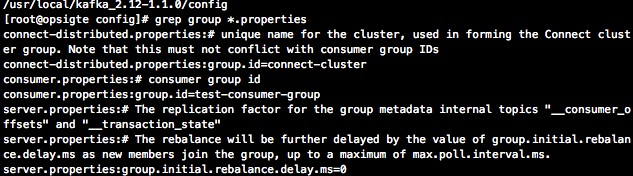 /usr/local/kafka_2.12-1.1.0/config
[root@opsigte config]# grep group *.properties
connect-distributed.properties:# unique name for the cluster, used in forming the Connect clust
er group. Note that this must not conflict with consumer group IDs
connect-distributed.properties:group.id=connect-cluster
consumer.properties:# consumer group id
consumer.properties:group.id=test-consumer-group
server.properties:# The replication factor for the group metadata internal topics "__consumer_o
ffsets" and "__transaction_state"
server.properties:# The rebalance will be further delayed by the value of group.initial.rebalan
ce.delay.ms as new members join the group, up to a maximum of max.poll.interval.ms.
server.properties:group.initial.rebalance.delay.ms=0